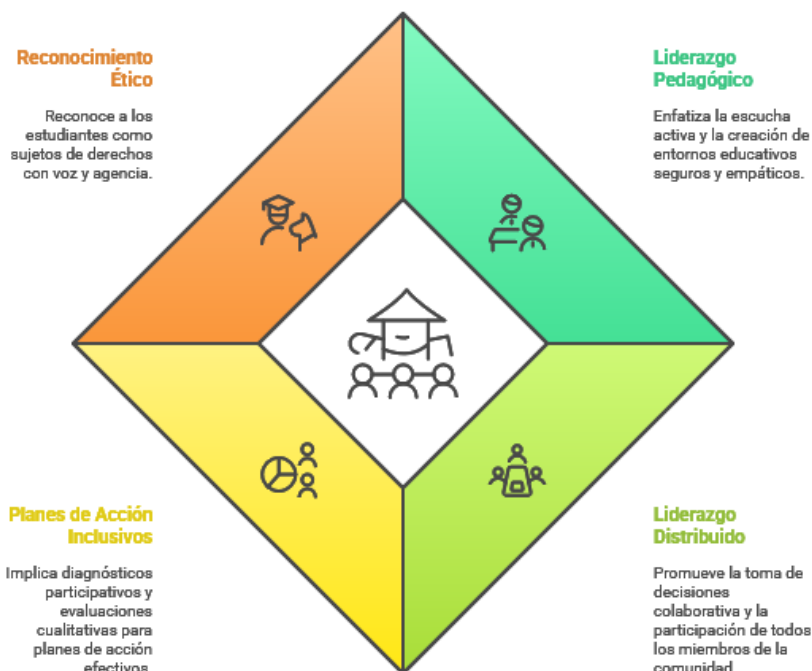 Reconocimiento
Ético
Reconoce a los
estudiantes como
sujetos de derechos
con voz y agencia.
Liderazgo
Pedagógico
Enfatiza la escucha
activa y la creación de
entornos educativos
seguros y empáticos.
Planes de Acción
Inclusivos
Implica diagnósticos
participativos y
evaluaciones
cualitativas para
planes de acción
efectivos.
Liderazgo
Distribuido
Promueve la toma de
decisiones
colaborativa y la
participación de todos
los miembros de la
comunidad